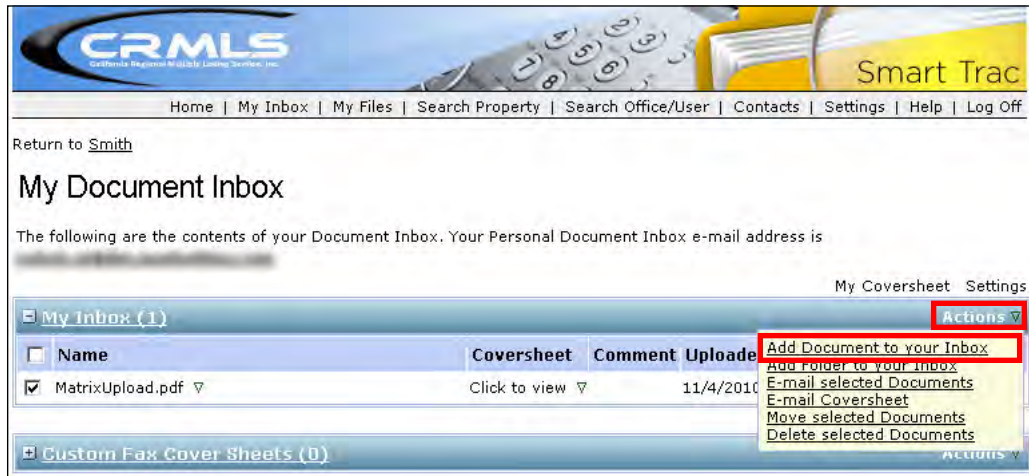 CRMLS
California Regional Multiple Listing Service, Inc.
Smart Trac
Home | My Inbox | My Files | Search Property | Search Office/User | Contacts | Settings | Help | Log Off
Return to Smith
My Document Inbox
The following are the contents of your Document Inbox. Your Personal Document Inbox e-mail address is
My Coversheet Settings
My Inbox (1) Actions
Name Coversheet Comment Uploade
MatrixUpload.pdf Click to view 11/4/2010
Add Document to your Inbox
Add Folder to your Inbox
E-mail selected Documents
E-mail Coversheet
Move selected Documents
Delete selected Documents
Custom Fax Cover Sheets (0) Actions